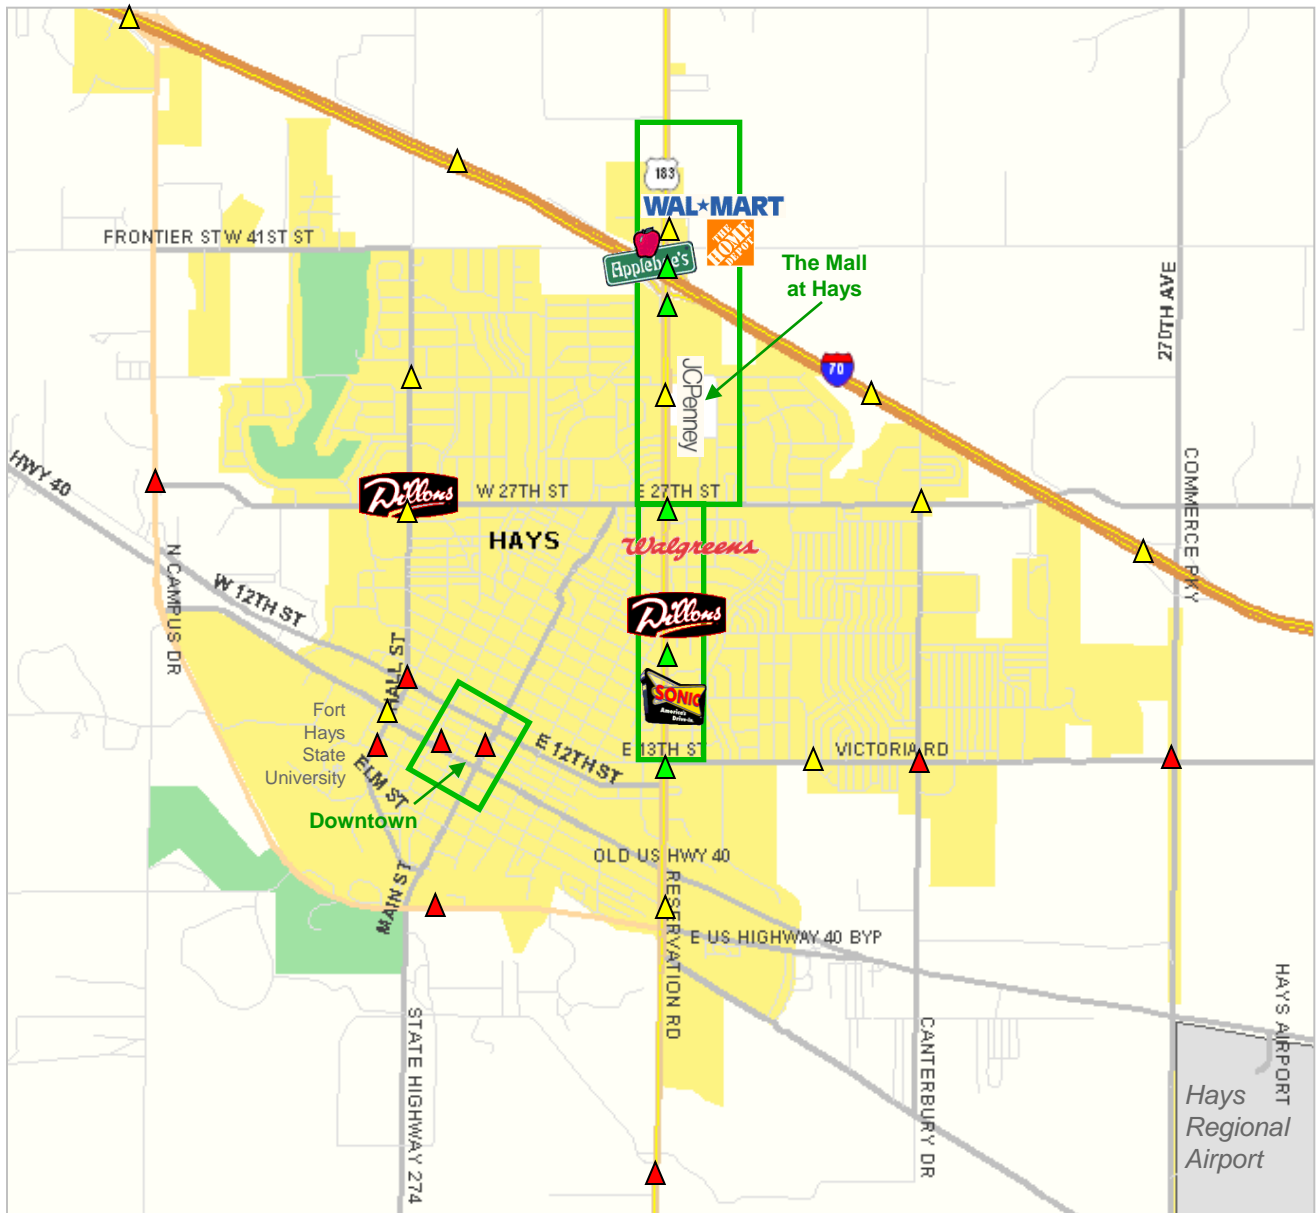 183
WAL★MART
THE
HOME
DEPOT
FRONTIER ST W 41ST ST
Applebee's
The Mall
at Hays
270TH AVE
70
JCPenney
HWY 40
Dillons
W 27TH ST
E 27TH ST
COMMERCE PKY
HAYS
Walgreens
N CAMPUS DR
W 12TH ST
Dillons
HALL ST
SONIC
America's
Drive-In
Fort
Hays
State
University
E 12TH ST
E 13TH ST
VICTORIA RD
ELM ST
Downtown
OLD US HWY 40
MAIN ST
RESERVATION RD
E US HIGHWAY 40 BYP
HAYS AIRPORT
STATE HIGHWAY 274
CANTERBURY DR
Hays
Regional
Airport